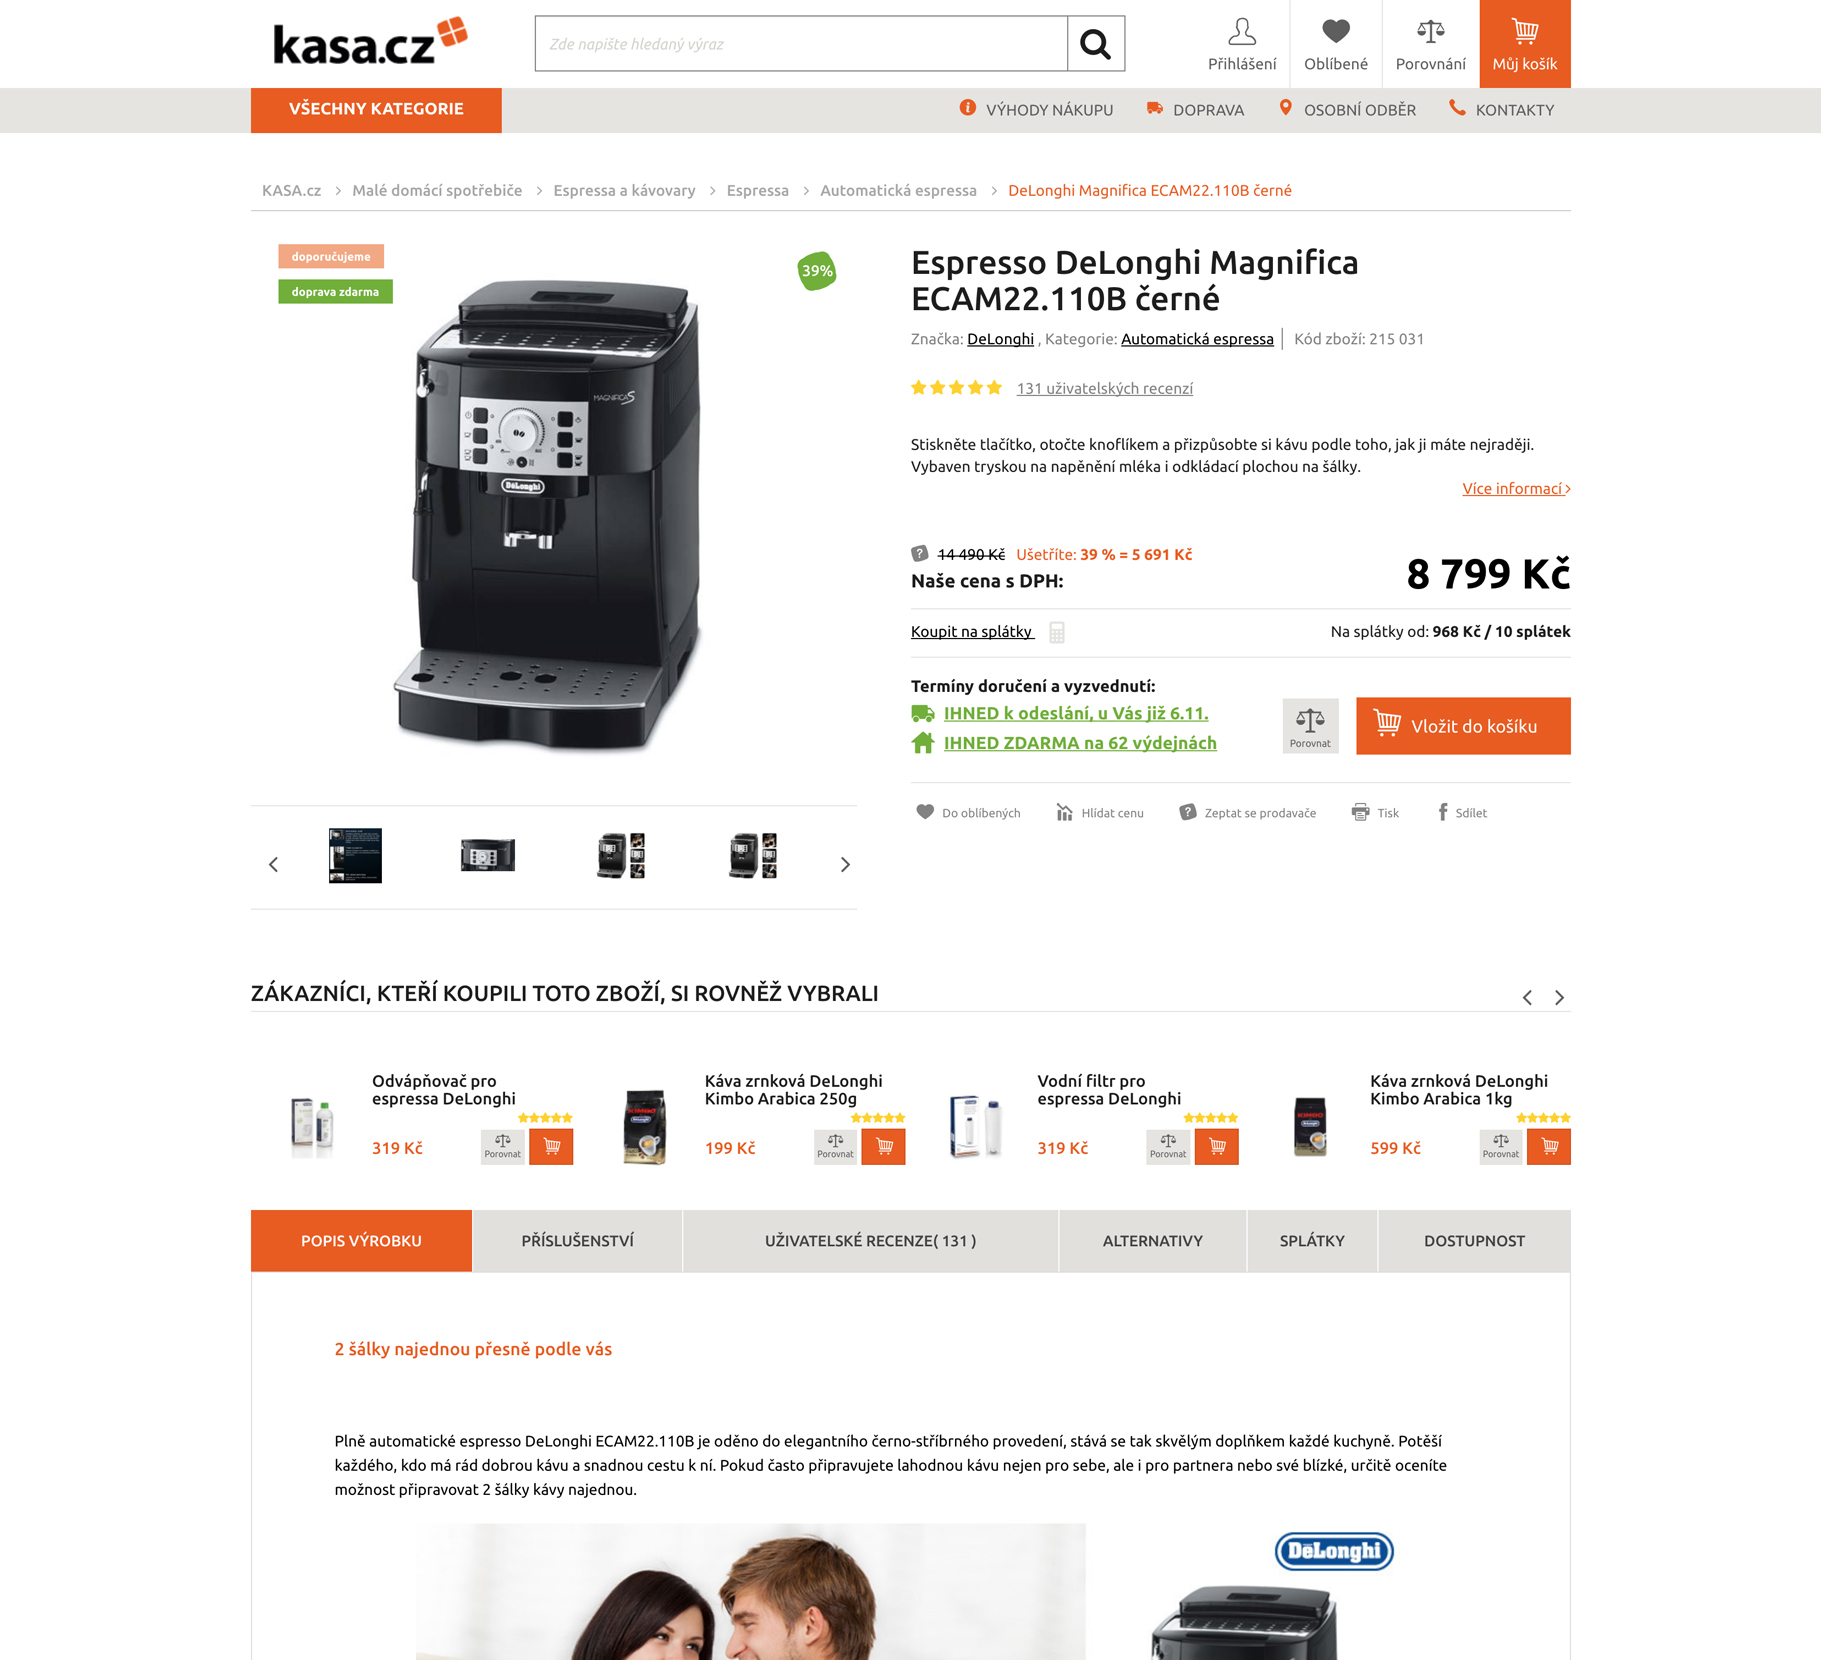 kasa.cz
Zde napište hledaný výraz
Přihlášení
Oblíbené
Porovnání
Můj košík
VŠECHNY KATEGORIE
VÝHODY NÁKUPU
DOPRAVA
OSOBNÍ ODBĚR
KONTAKTY
KASA.cz > Malé domácí spotřebiče > Espressa a kávovary > Espressa > Automatická espressa > DeLonghi Magnifica ECAM22.110B černé
doporučujeme
doprava zdarma
39%
MAGNIFICA S
DeLonghi
Espresso DeLonghi Magnifica
ECAM22.110B černé
Značka: DeLonghi , Kategorie: Automatická espressa | Kód zboží: 215 031
131 uživatelských recenzí
Stiskněte tlačítko, otočte knoflíkem a přizpůsobte si kávu podle toho, jak ji máte nejraději.
Vybaven tryskou na napěnění mléka i odkládací plochou na šálky.
Více informací
14 490 Kč Ušetříte: 39 % = 5 691 Kč
Naše cena s DPH:
8 799 Kč
Koupit na splátky
Na splátky od: 968 Kč / 10 splátek
Termíny doručení a vyzvednutí:
IHNED k odeslání, u Vás již 6.11.
IHNED ZDARMA na 62 výdejnách
Porovnat
Vložit do košíku
Do oblíbených
Hlídat cenu
Zeptat se prodavače
Tisk
Sdílet
ZÁKAZNÍCI, KTEŘÍ KOUPILI TOTO ZBOŽÍ, SI ROVNĚŽ VYBRALI
Odvápňovač pro
espressa DeLonghi
319 Kč
Porovnat
Káva zrnková DeLonghi
Kimbo Arabica 250g
199 Kč
Porovnat
Vodní filtr pro
espressa DeLonghi
319 Kč
Porovnat
Káva zrnková DeLonghi
Kimbo Arabica 1kg
599 Kč
Porovnat
POPIS VÝROBKU
PŘÍSLUŠENSTVÍ
UŽIVATELSKÉ RECENZE( 131 )
ALTERNATIVY
SPLÁTKY
DOSTUPNOST
2 šálky najednou přesně podle vás
Plně automatické espresso DeLonghi ECAM22.110B je oděno do elegantního černo-stříbrného provedení, stává se tak skvělým doplňkem každé kuchyně. Potěší
každého, kdo má rád dobrou kávu a snadnou cestu k ní. Pokud často připravujete lahodnou kávu nejen pro sebe, ale i pro partnera nebo své blízké, určitě oceníte
možnost připravovat 2 šálky kávy najednou.
DeLonghi